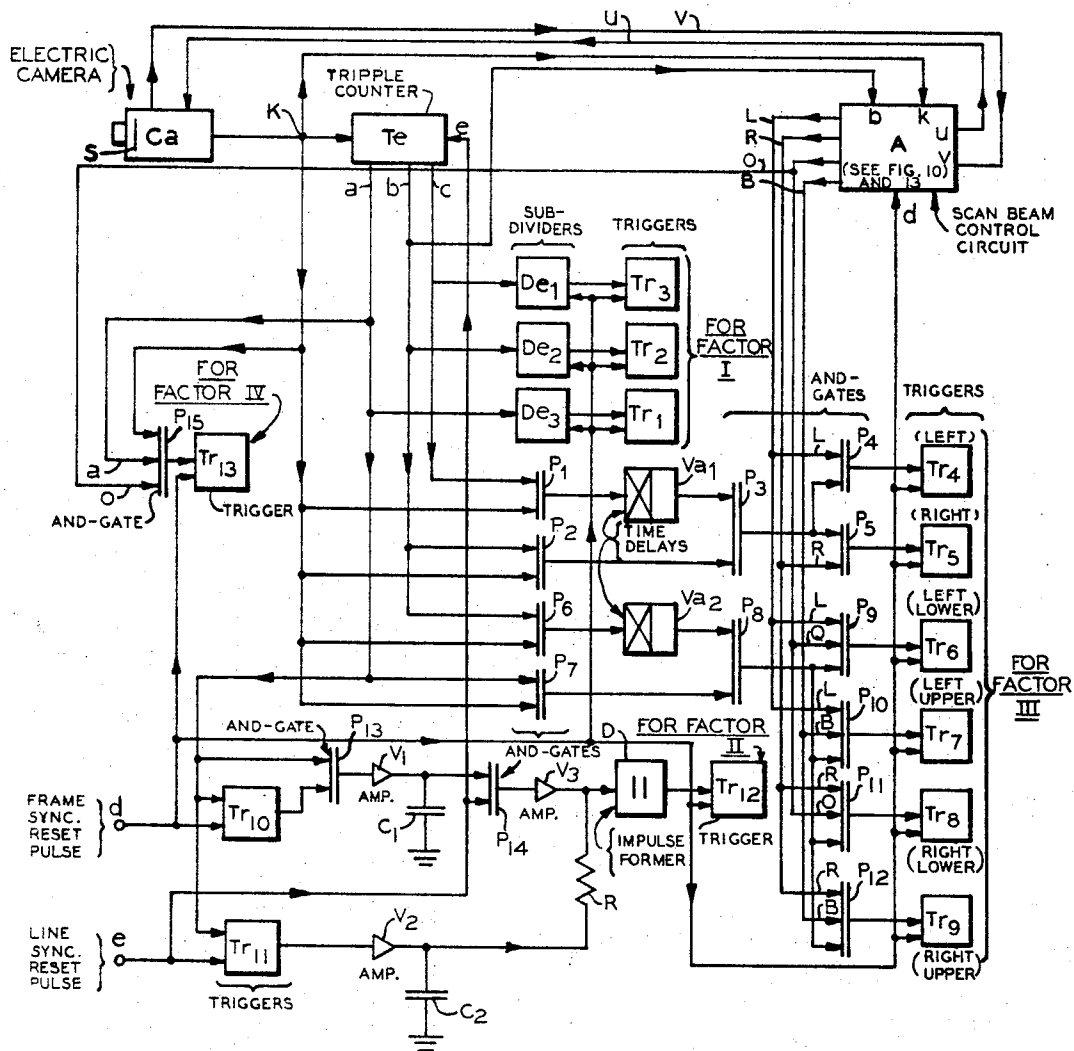 U V
ELECTRIC
CAMERA
TRIPPLE
COUNTER
K
L
R
O
B
b k
u
V
A
(SEE FIG. 10)
AND 13
Ca
S
Te
e
a b c
d
SCAN BEAM
CONTROL
CIRCUIT
SUB-
DIVIDERS
TRIGGERS
De1
Tr3
De2
Tr2
De3
Tr1
FOR
FACTOR
I
FOR
FACTOR IV
P15
Tr13
a
O
AND-GATE
TRIGGER
AND-
GATES
TRIGGERS
P1
Va1
P3
P2
TIME
DELAYS
P6
Va2
P8
P7
AND-GATES
L
P4
(LEFT)
Tr4
(RIGHT)
P5
R
Tr5
(LEFT
LOWER)
L
P9
O
Tr6
(LEFT
UPPER)
L
P10
B
Tr7
R
P11
O
Tr8
(RIGHT
LOWER)
R
P12
B
Tr9
(RIGHT
UPPER)
FOR
FACTOR
III
AND-GATE
P13
V1
AMP.
C1
P14
V3
AMP.
D
II
IMPULSE
FORMER
FOR FACTOR
II
Tr12
TRIGGER
R
FRAME
SYNC.
RESET
PULSE
d
Tr10
LINE
SYNC.
RESET
PULSE
e
Tr11
TRIGGERS
V2
AMP.
C2